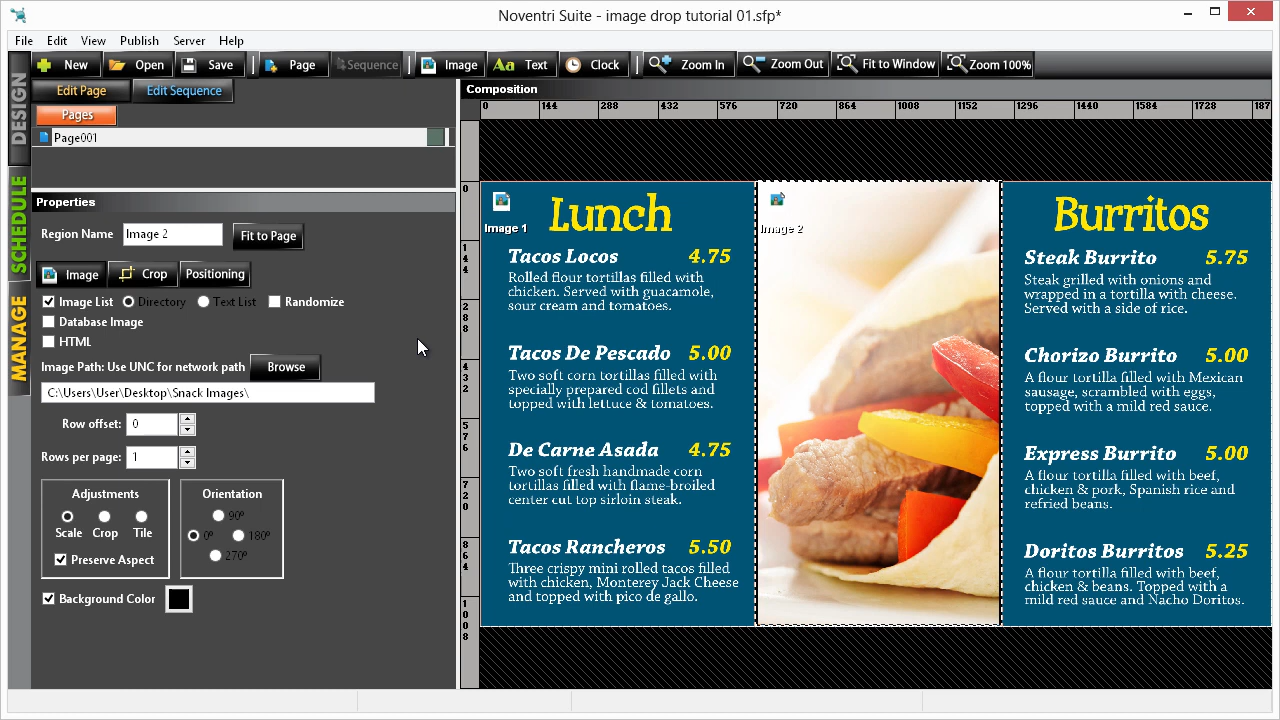 Noventri Suite - image drop tutorial 01.sfp*
File Edit View Publish Server Help
New Open Save Page Sequence Image Text Clock Zoom In Zoom Out Fit to Window Zoom 100%
DESIGN
SCHEDULE
MANAGE
Edit Page Edit Sequence
Pages
Page001
Properties
Region Name Image 2 Fit to Page
Image Crop Positioning
Image List Directory Text List Randomize
Database Image
HTML
Image Path: Use UNC for network path Browse
C:\Users\User\Desktop\Snack Images\
Row offset: 0
Rows per page: 1
Adjustments
Scale Crop Tile
Preserve Aspect
Orientation
90º
0º 180º
270º
Background Color
Composition
0 144 288 432 576 720 864 1008 1152 1296 1440 1584 1728 187
0
144
288
432
576
720
864
1008
Image 1
Lunch
Tacos Locos 4.75
Rolled flour tortillas filled with
chicken. Served with guacamole,
sour cream and tomatoes.
Tacos De Pescado 5.00
Two soft corn tortillas filled with
specially prepared cod fillets and
topped with lettuce & tomatoes.
De Carne Asada 4.75
Two soft fresh handmade corn
tortillas filled with flame-broiled
center cut top sirloin steak.
Tacos Rancheros 5.50
Three crispy mini rolled tacos filled
with chicken, Monterey Jack Cheese
and topped with pico de gallo.
Image 2
Burritos
Steak Burrito 5.75
Steak grilled with onions and
wrapped in a tortilla with cheese.
Served with a side of rice.
Chorizo Burrito 5.00
A flour tortilla filled with Mexican
sausage, scrambled with eggs,
topped with a mild red sauce.
Express Burrito 5.00
A flour tortilla filled with beef,
chicken & pork, Spanish rice and
refried beans.
Doritos Burritos 5.25
A flour tortilla filled with beef,
chicken & beans. Topped with a
mild red sauce and Nacho Doritos.